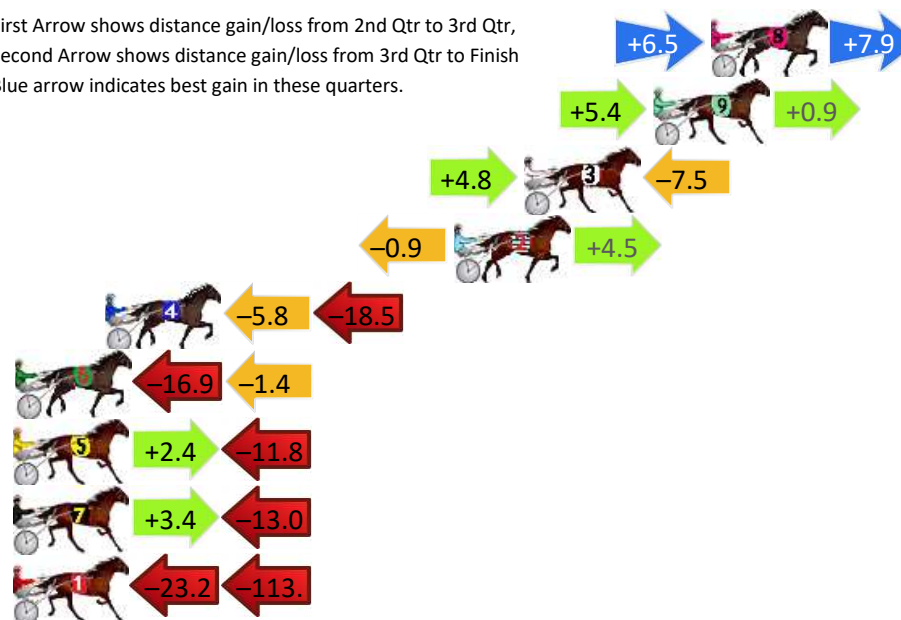 irst Arrow shows distance gain/loss from 2nd Qtr to 3rd Qtr,
econd Arrow shows distance gain/loss from 3rd Qtr to Finish
lue arrow indicates best gain in these quarters.
+6.5 8 +7.9
+5.4 9 +0.9
+4.8 3 –7.5
–0.9 2 +4.5
4 –5.8 –18.5
6 –16.9 –1.4
5 +2.4 –11.8
7 +3.4 –13.0
1 –23.2 –113.